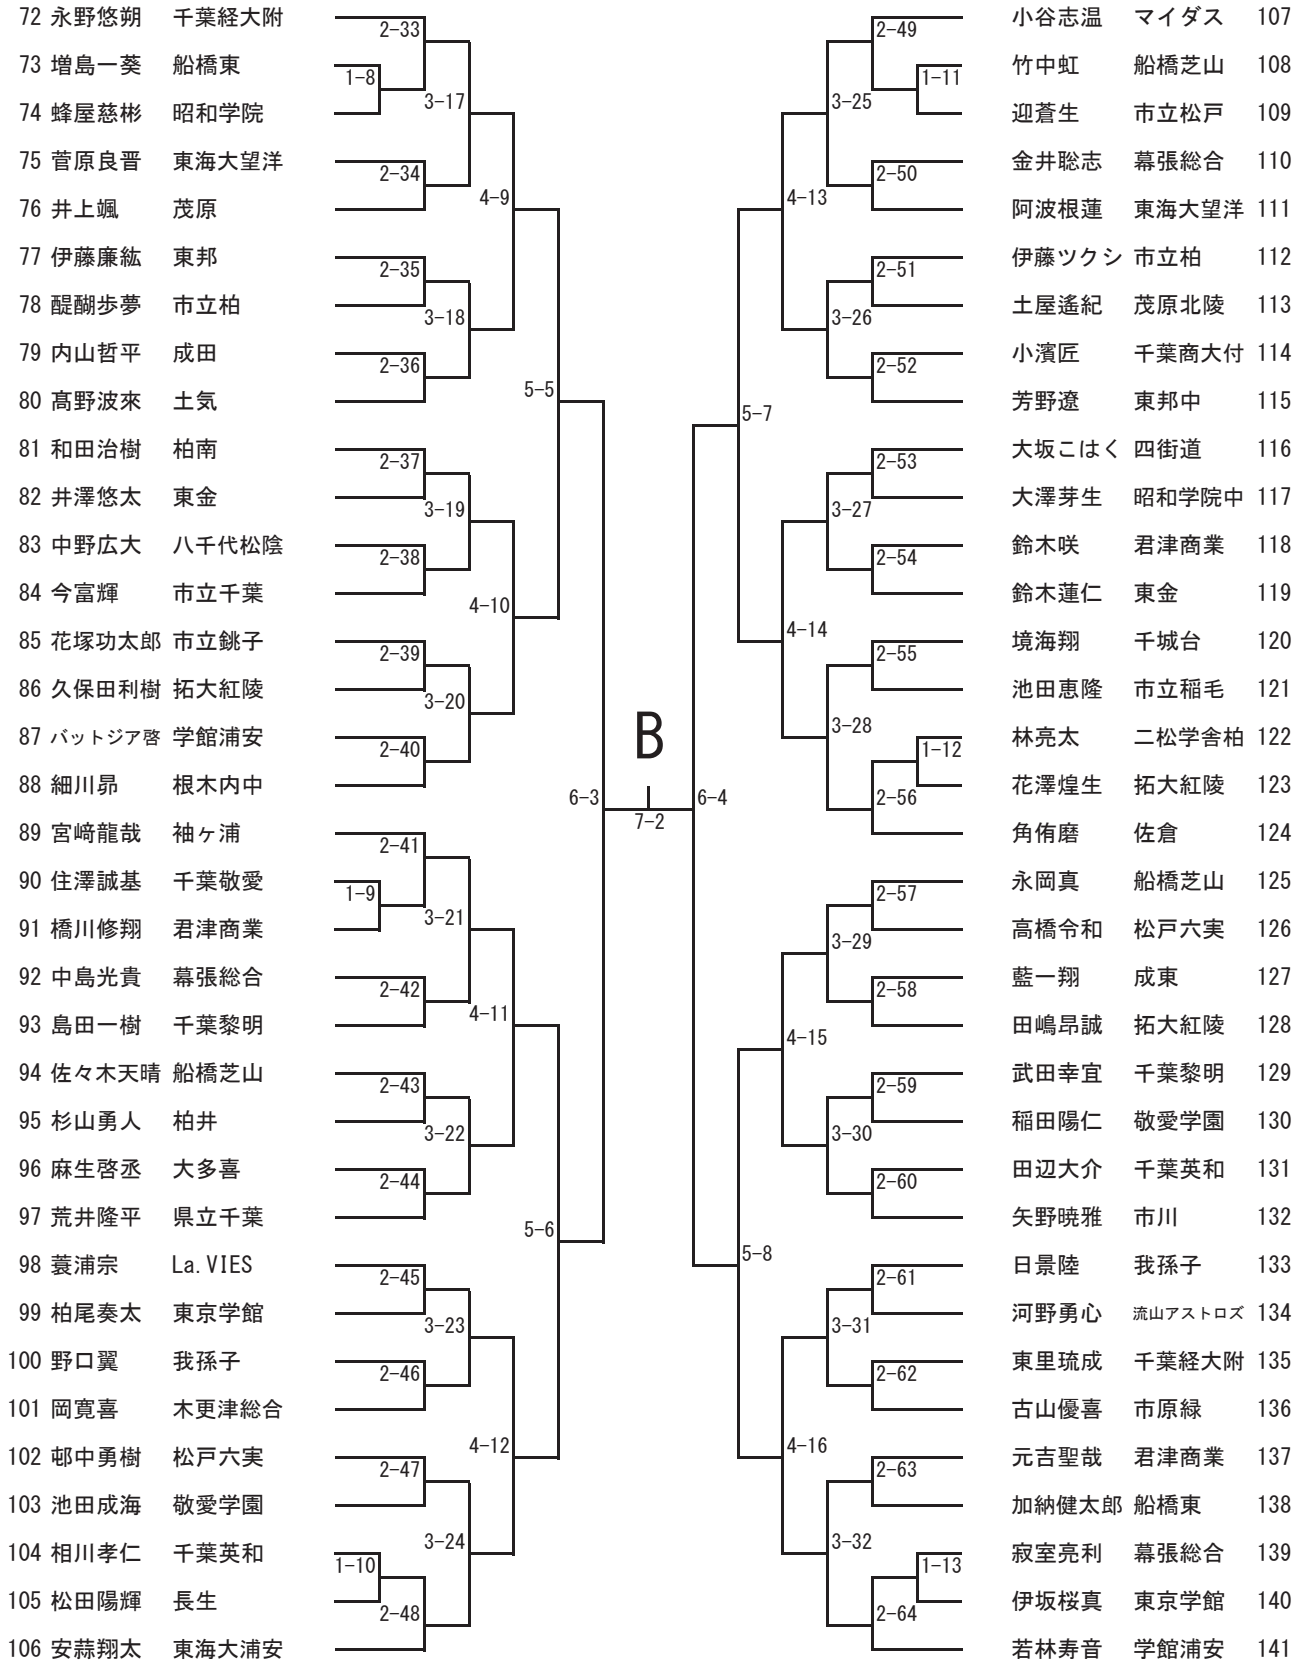 72 永野悠朔 千葉経大附 2-33 2-49 小谷志温 マイダス 107
73 増島一葵 船橋東 1-8 1-11 竹中虹 船橋芝山 108
3-17 3-25
74 蜂屋慈彬 昭和学院 迎蒼生 市立松戸 109
75 菅原良晋 東海大望洋 2-34 2-50 金井聡志 幕張総合 110
4-9 4-13
76 井上颯 茂原 阿波根蓮 東海大望洋 111
77 伊藤廉紘 東邦 2-35 2-51 伊藤ツクシ 市立柏 112
78 醍醐歩夢 市立柏 3-18 3-26 土屋遙紀 茂原北陵 113
79 内山哲平 成田 2-36 2-52 小濱匠 千葉商大付 114
5-5
80 髙野波來 土気 芳野遼 東邦中 115
5-7
81 和田治樹 柏南 2-37 2-53 大坂こはく 四街道 116
82 井澤悠太 東金 3-19 3-27 大澤芽生 昭和学院中 117
83 中野広大 八千代松陰 2-38 2-54 鈴木咲 君津商業 118
84 今富輝 市立千葉 4-10 鈴木蓮仁 東金 119
4-14
85 花塚功太郎 市立銚子 2-39 2-55 境海翔 千城台 120
86 久保田利樹 拓大紅陵 3-20 池田恵隆 市立稲毛 121
3-28
87 バットジア啓 学館浦安 2-40 B 1-12 林亮太 二松学舎柏 122
88 細川昴 根木内中 6-3 6-4 2-56 花澤煌生 拓大紅陵 123
7-2
89 宮﨑龍哉 袖ヶ浦 2-41 角侑磨 佐倉 124
90 住澤誠基 千葉敬愛 1-9 2-57 永岡真 船橋芝山 125
3-21
91 橋川修翔 君津商業 3-29 高橋令和 松戸六実 126
92 中島光貴 幕張総合 2-42 2-58 藍一翔 成東 127
4-11
93 島田一樹 千葉黎明 4-15 田嶋昂誠 拓大紅陵 128
94 佐々木天晴 船橋芝山 2-43 2-59 武田幸宜 千葉黎明 129
95 杉山勇人 柏井 3-22 3-30 稲田陽仁 敬愛学園 130
96 麻生啓丞 大多喜 2-44 2-60 田辺大介 千葉英和 131
97 荒井隆平 県立千葉 5-6 矢野暁雅 市川 132
5-8
98 蓑浦宗 La.VIES 2-45 2-61 日景陸 我孫子 133
99 柏尾奏太 東京学館 3-23 3-31 河野勇心 流山アストロズ 134
100 野口翼 我孫子 2-46 2-62 東里琉成 千葉経大附 135
101 岡寛喜 木更津総合 古山優喜 市原緑 136
4-12 4-16
102 邨中勇樹 松戸六実 2-47 2-63 元吉聖哉 君津商業 137
103 池田成海 敬愛学園 加納健太郎 船橋東 138
3-24 3-32
104 相川孝仁 千葉英和 1-10 1-13 寂室亮利 幕張総合 139
105 松田陽輝 長生 2-48 2-64 伊坂桜真 東京学館 140
106 安蒜翔太 東海大浦安 若林寿音 学館浦安 141